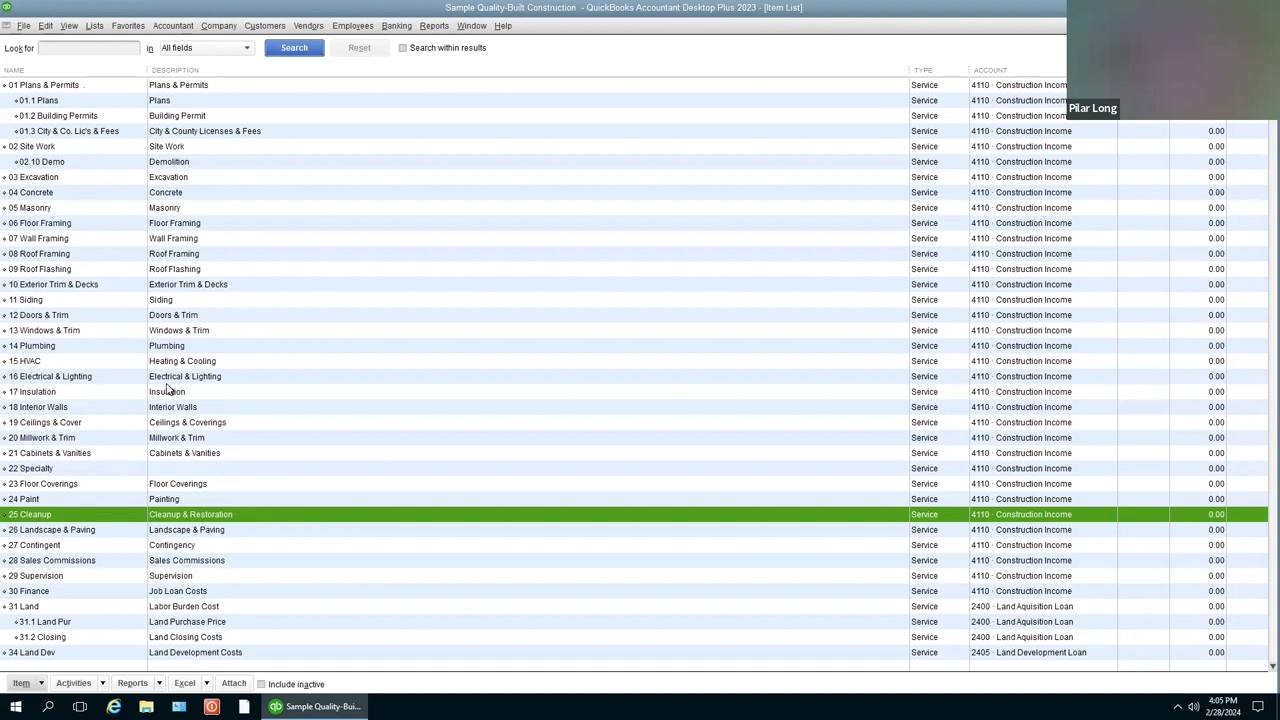 Sample Quality-Built Construction - QuickBooks Accountant Desktop Plus 2023 - [Item List]
File Edit View Lists Favorites Accountant Company Customers Vendors Employees Banking Reports Window Help
Look for in All fields Search Reset Search within results
NAME DESCRIPTION TYPE ACCOUNT
Pilar Long
01 Plans & Permits . Plans & Permits Service 4110 · Construction Income
01.1 Plans Plans Service 4110 · Construction Income
01.2 Building Permits Building Permit Service 4110 · Construction Income
01.3 City & Co. Lic's & Fees City & County Licenses & Fees Service 4110 · Construction Income 0.00
02 Site Work Site Work Service 4110 · Construction Income 0.00
02.10 Demo Demolition Service 4110 · Construction Income 0.00
03 Excavation Excavation Service 4110 · Construction Income 0.00
04 Concrete Concrete Service 4110 · Construction Income 0.00
05 Masonry Masonry Service 4110 · Construction Income 0.00
06 Floor Framing Floor Framing Service 4110 · Construction Income 0.00
07 Wall Framing Wall Framing Service 4110 · Construction Income 0.00
08 Roof Framing Roof Framing Service 4110 · Construction Income 0.00
09 Roof Flashing Roof Flashing Service 4110 · Construction Income 0.00
10 Exterior Trim & Decks Exterior Trim & Decks Service 4110 · Construction Income 0.00
11 Siding Siding Service 4110 · Construction Income 0.00
12 Doors & Trim Doors & Trim Service 4110 · Construction Income 0.00
13 Windows & Trim Windows & Trim Service 4110 · Construction Income 0.00
14 Plumbing Plumbing Service 4110 · Construction Income 0.00
15 HVAC Heating & Cooling Service 4110 · Construction Income 0.00
16 Electrical & Lighting Electrical & Lighting Service 4110 · Construction Income 0.00
17 Insulation Insulation Service 4110 · Construction Income 0.00
18 Interior Walls Interior Walls Service 4110 · Construction Income 0.00
19 Ceilings & Cover Ceilings & Coverings Service 4110 · Construction Income 0.00
20 Millwork & Trim Millwork & Trim Service 4110 · Construction Income 0.00
21 Cabinets & Vanities Cabinets & Vanities Service 4110 · Construction Income 0.00
22 Specialty Service 4110 · Construction Income 0.00
23 Floor Coverings Floor Coverings Service 4110 · Construction Income 0.00
24 Paint Painting Service 4110 · Construction Income 0.00
25 Cleanup Cleanup & Restoration Service 4110 · Construction Income 0.00
26 Landscape & Paving Landscape & Paving Service 4110 · Construction Income 0.00
27 Contingent Contingency Service 4110 · Construction Income 0.00
28 Sales Commissions Sales Commissions Service 4110 · Construction Income 0.00
29 Supervision Supervision Service 4110 · Construction Income 0.00
30 Finance Job Loan Costs Service 4110 · Construction Income 0.00
31 Land Labor Burden Cost Service 2400 · Land Aquisition Loan 0.00
31.1 Land Pur Land Purchase Price Service 2400 · Land Aquisition Loan 0.00
31.2 Closing Land Closing Costs Service 2400 · Land Aquisition Loan 0.00
34 Land Dev Land Development Costs Service 2405 · Land Development Loan 0.00
Item Activities Reports Excel Attach Include inactive
Sample Quality-Bui...
4:05 PM
2/28/2024